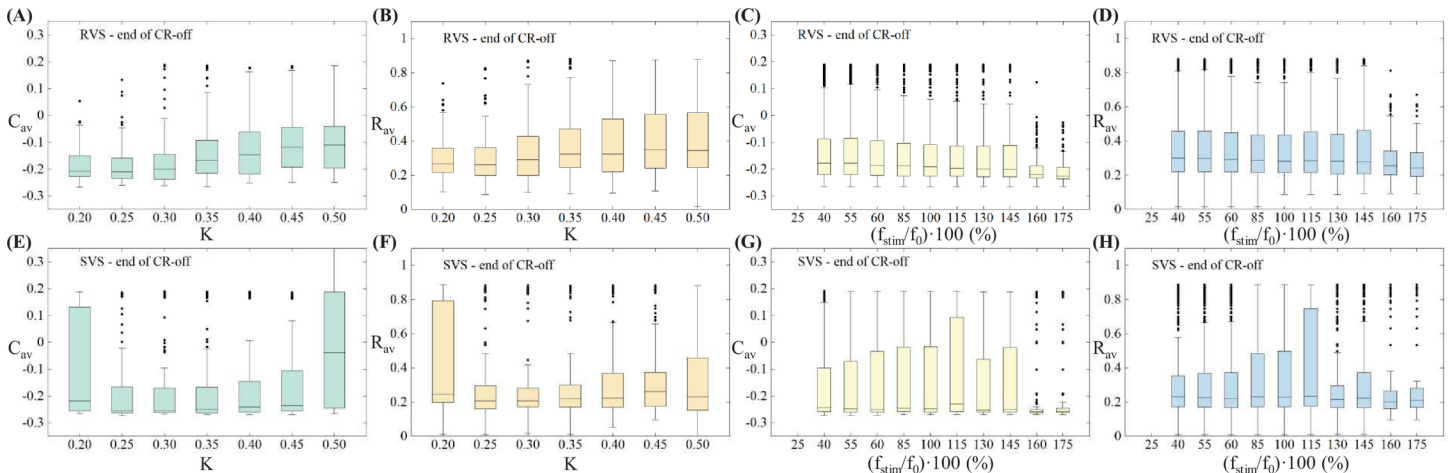 (A)
RVS - end of CR-off
0.3
0.2
0.1
0
-0.1
-0.2
-0.3
C_av
0.20 0.25 0.30 0.35 0.40 0.45 0.50
K
(B)
RVS - end of CR-off
1
0.8
0.6
0.4
0.2
0
R_av
0.20 0.25 0.30 0.35 0.40 0.45 0.50
K
(C)
RVS - end of CR-off
0.3
0.2
0.1
0
-0.1
-0.2
-0.3
C_av
25 40 55 60 85 100 115 130 145 160 175
(f_stim/f_0)·100 (%)
(D)
RVS - end of CR-off
1
0.8
0.6
0.4
0.2
0
R_av
25 40 55 60 85 100 115 130 145 160 175
(f_stim/f_0)·100 (%)
(E)
SVS - end of CR-off
0.3
0.2
0.1
0
-0.1
-0.2
-0.3
C_av
0.20 0.25 0.30 0.35 0.40 0.45 0.50
K
(F)
SVS - end of CR-off
1
0.8
0.6
0.4
0.2
0
R_av
0.20 0.25 0.30 0.35 0.40 0.45 0.50
K
(G)
SVS - end of CR-off
0.3
0.2
0.1
0
-0.1
-0.2
-0.3
C_av
25 40 55 60 85 100 115 130 145 160 175
(f_stim/f_0)·100 (%)
(H)
SVS - end of CR-off
1
0.8
0.6
0.4
0.2
0
R_av
25 40 55 60 85 100 115 130 145 160 175
(f_stim/f_0)·100 (%)